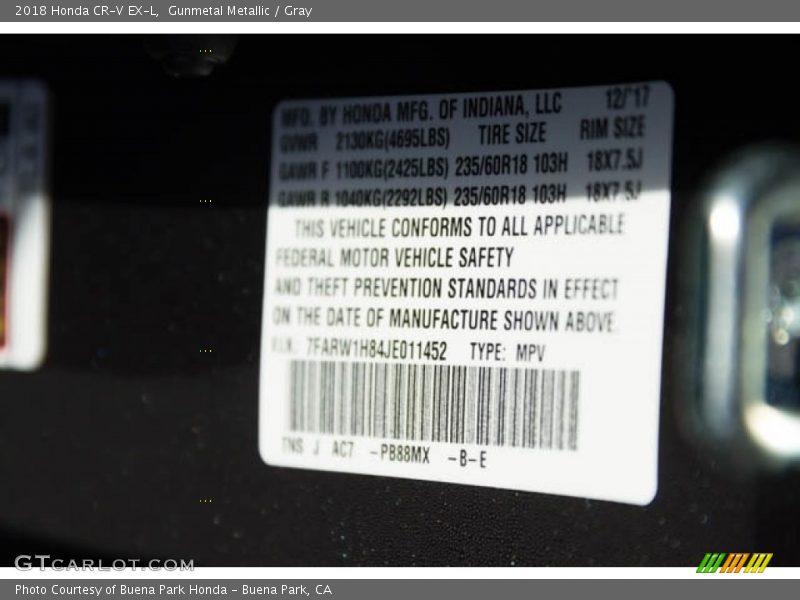 2018 Honda CR-V EX-L, Gunmetal Metallic / Gray
MFD. BY HONDA MFG. OF INDIANA, LLC 12/'17
GVWR 2130KG(4695LBS) TIRE SIZE RIM SIZE
GAWR F 1100KG(2425LBS) 235/60R18 103H 18X7.5J
GAWR R 1040KG(2292LBS) 235/60R18 103H 18X7.5J
THIS VEHICLE CONFORMS TO ALL APPLICABLE
FEDERAL MOTOR VEHICLE SAFETY
AND THEFT PREVENTION STANDARDS IN EFFECT
ON THE DATE OF MANUFACTURE SHOWN ABOVE.
7FARW1H84JE011452 TYPE: MPV
TNS J AC7 -PB88MX -B-E
GTCARLOT.COM
Photo Courtesy of Buena Park Honda - Buena Park, CA